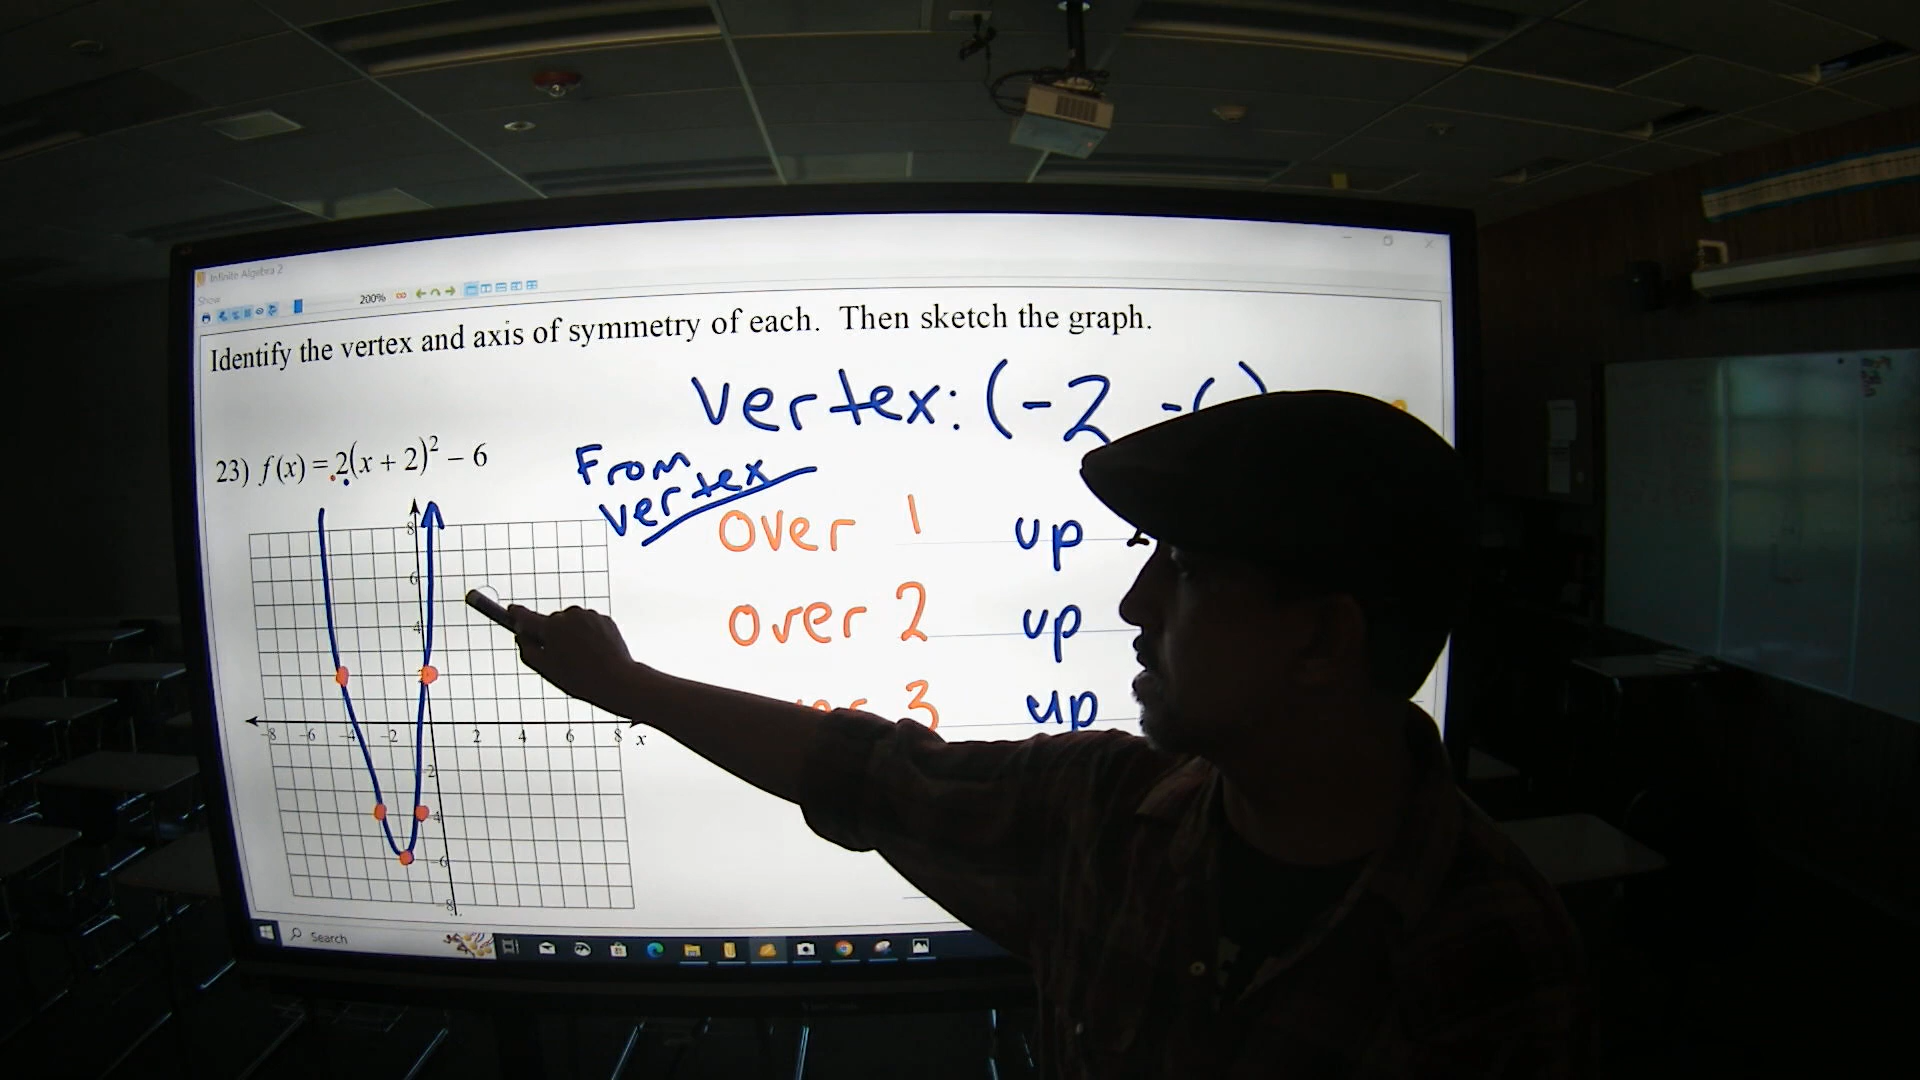 Infinite Algebra 2
Show
200%
Identify the vertex and axis of symmetry of each. Then sketch the graph.
vertex: (-2
23) f(x) = 2(x + 2)² – 6
From
vertex
over 1 up
over 2 up
3 up
8
6
4
-8 -6 -4 -2 2 4 6 8 x
-2
-4
-6
-8
Search